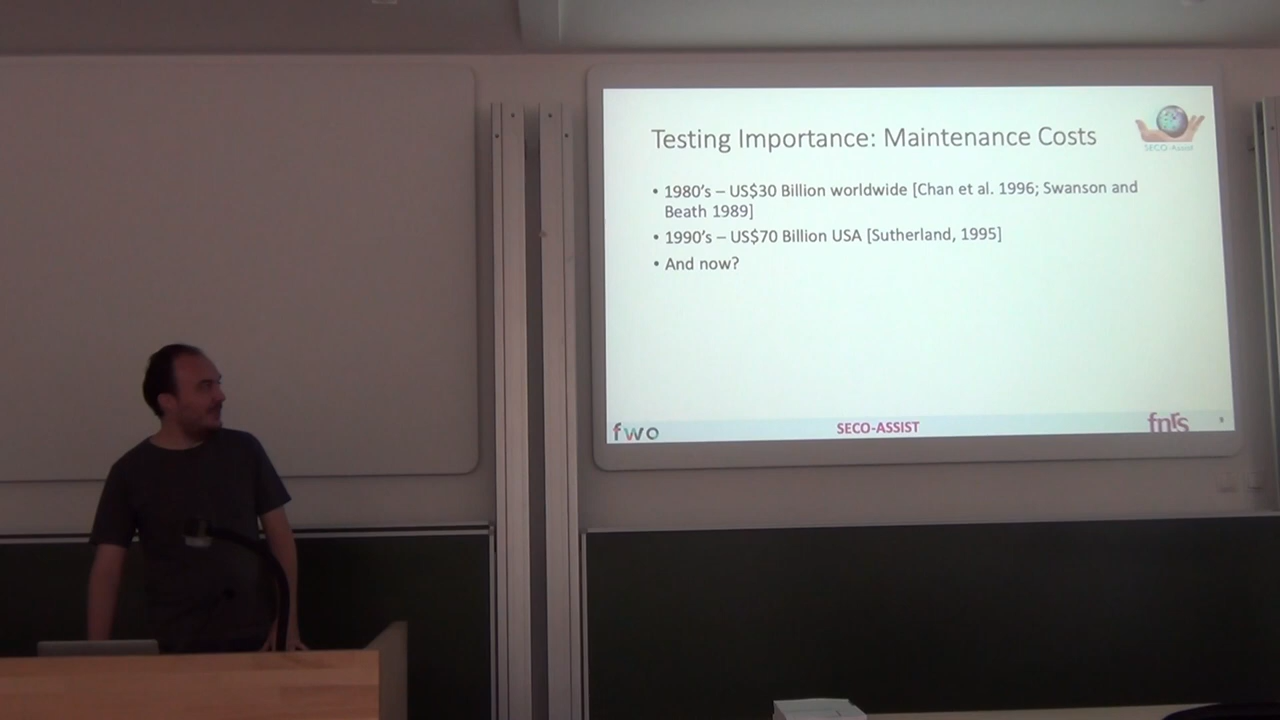 Testing Importance: Maintenance Costs
SECO-Assist
• 1980's – US$30 Billion worldwide [Chan et al. 1996; Swanson and
Beath 1989]
• 1990's – US$70 Billion USA [Sutherland, 1995]
• And now?
fwo
SECO-ASSIST
fnrs